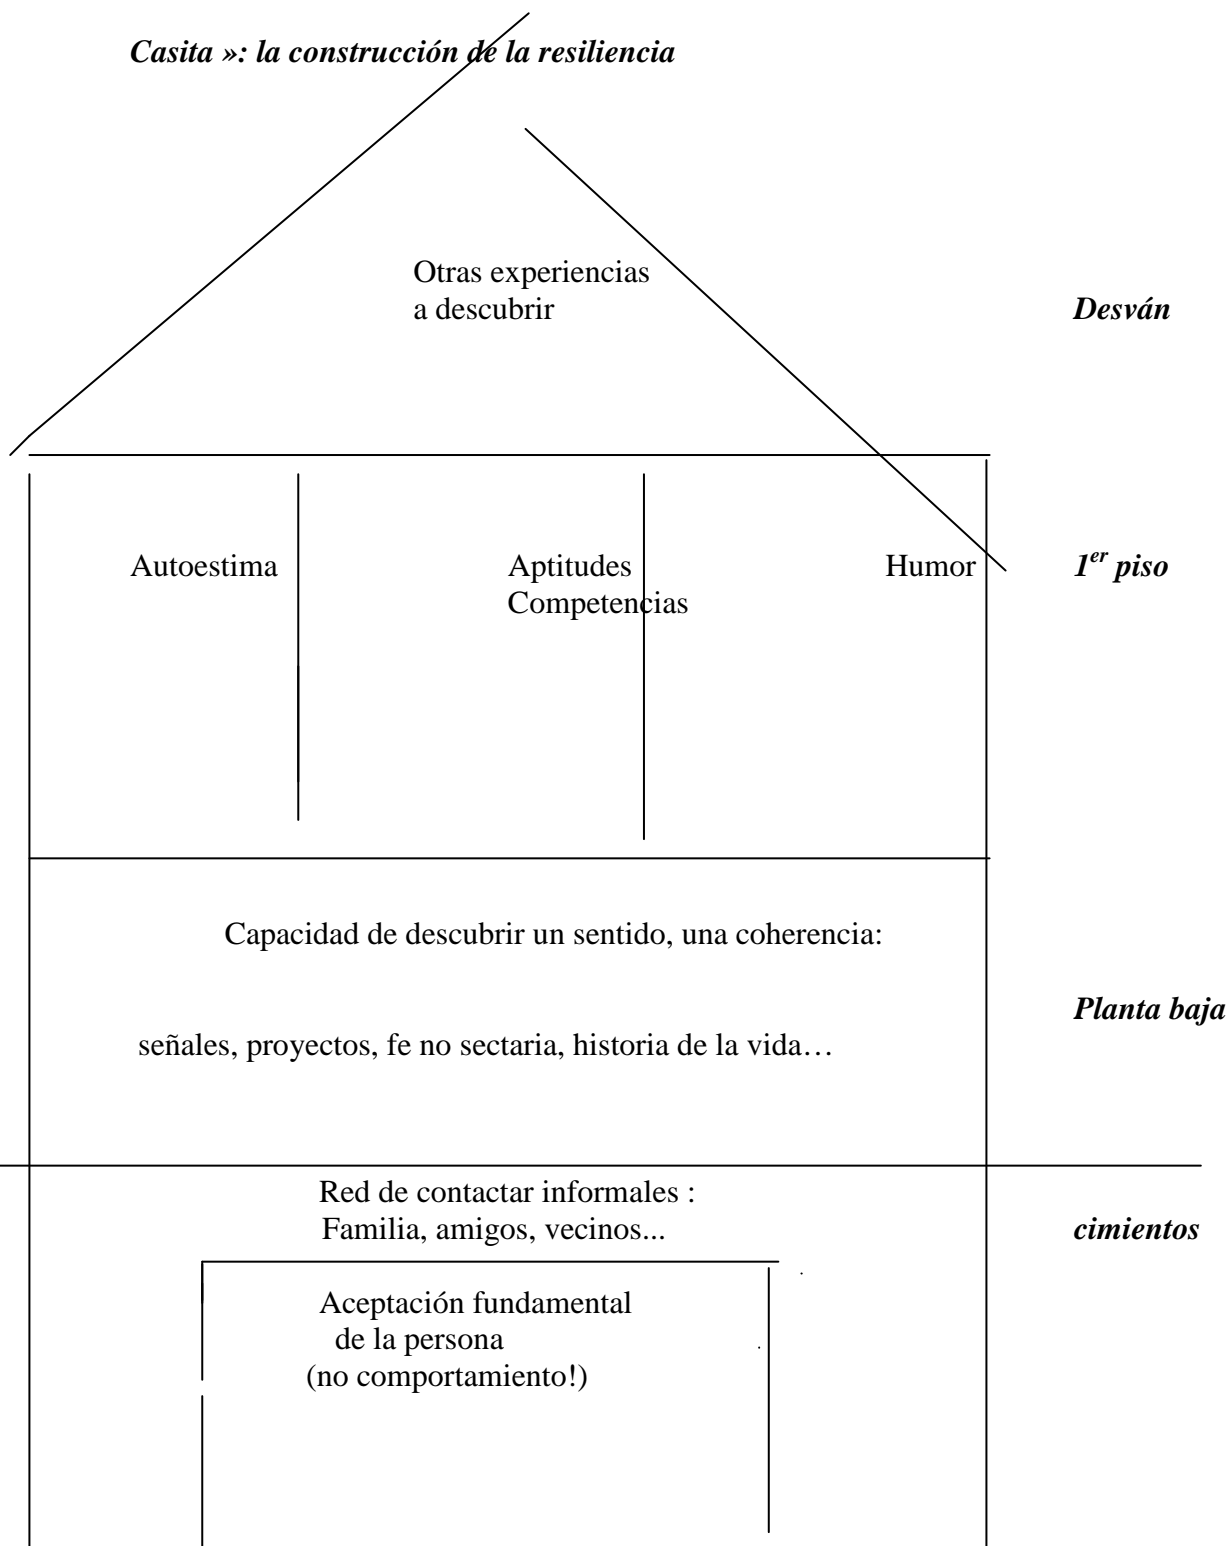 Casita »: la construcción de la resiliencia
Otras experiencias
a descubrir
Desván
Autoestima
Aptitudes
Competencias
Humor
1er piso
Capacidad de descubrir un sentido, una coherencia:
Planta baja
señales, proyectos, fe no sectaria, historia de la vida…
Red de contactar informales :
Familia, amigos, vecinos...
cimientos
Aceptación fundamental
de la persona
(no comportamiento!)